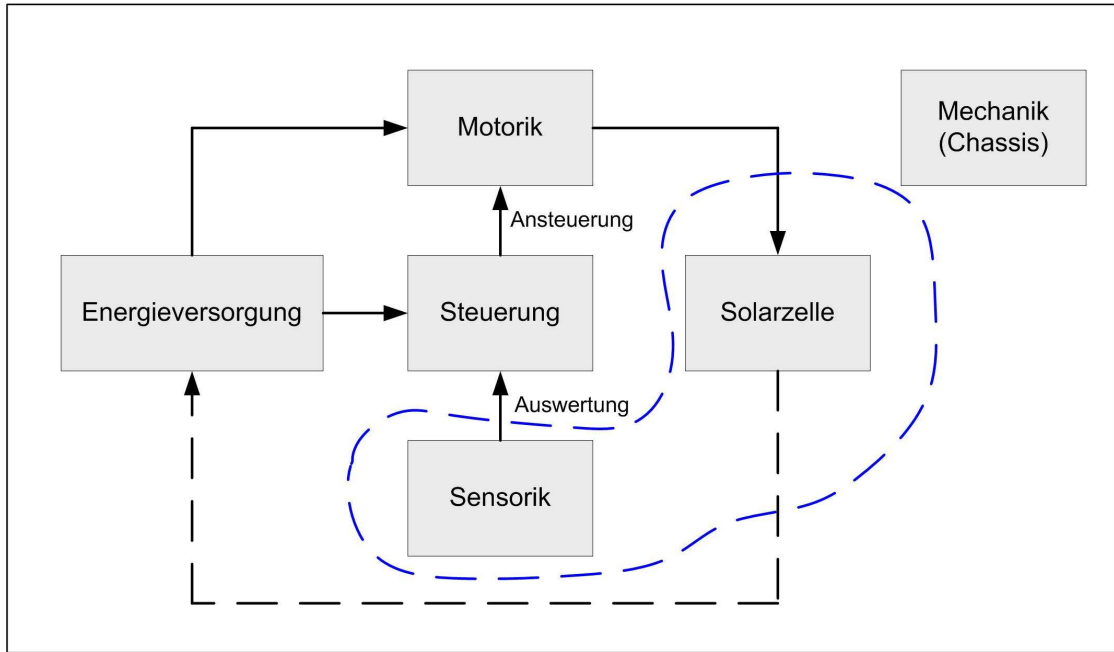 Motorik
Mechanik
(Chassis)
Ansteuerung
Energieversorgung
Steuerung
Solarzelle
Auswertung
Sensorik